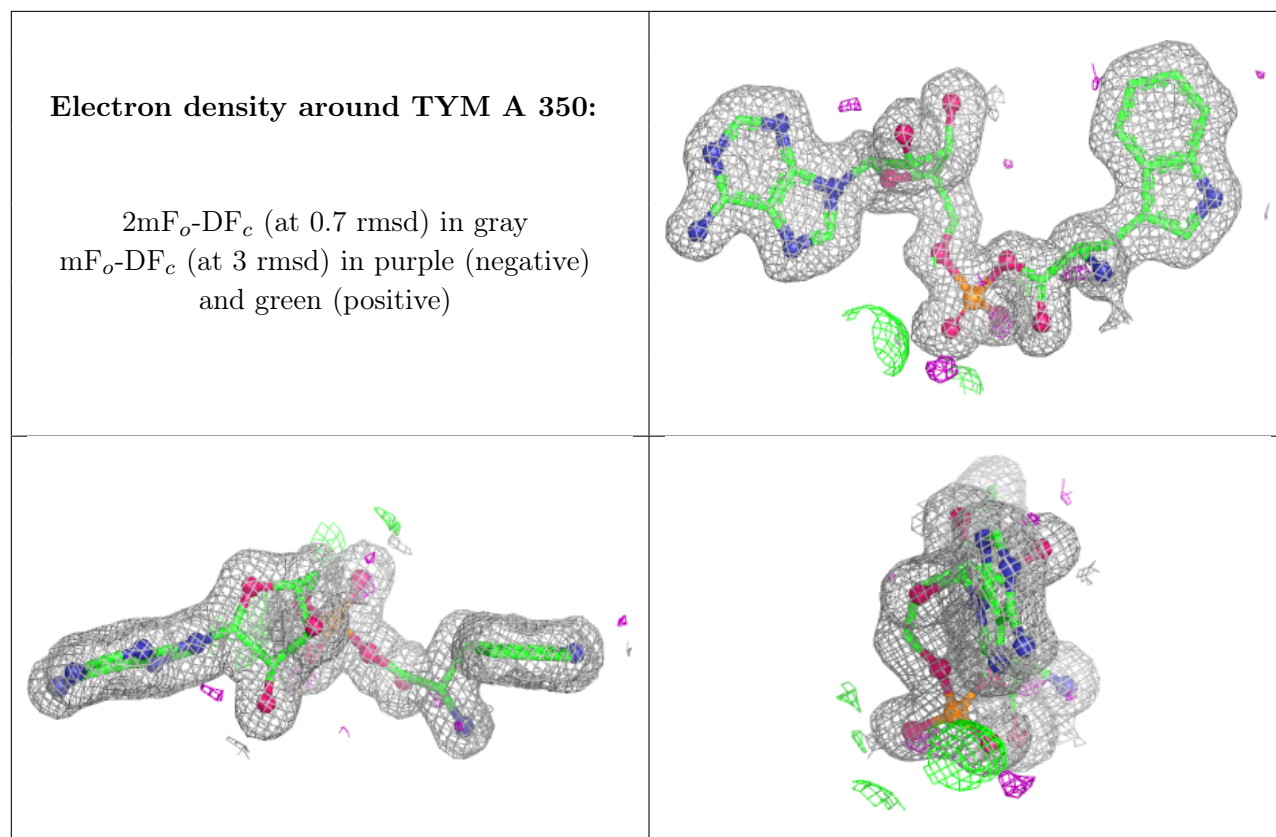 Electron density around TYM A 350:
2mFₒ-DF𝒸 (at 0.7 rmsd) in gray
mFₒ-DF𝒸 (at 3 rmsd) in purple (negative)
and green (positive)